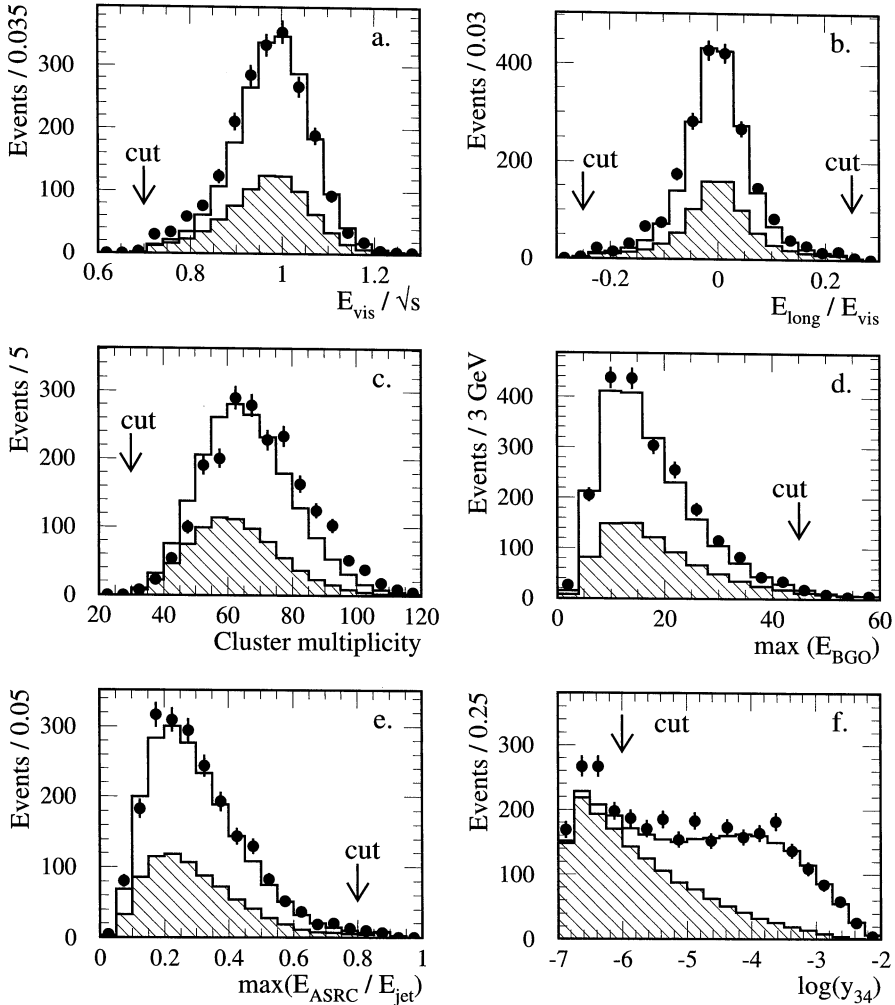 a.
Events / 0.035
300
200
100
0
cut
0.6 0.8 1 1.2
E_vis / √s
b.
Events / 0.03
400
200
0
cut
cut
-0.2 0 0.2
E_long / E_vis
c.
Events / 5
300
200
100
0
cut
20 40 60 80 100 120
Cluster multiplicity
d.
Events / 3 GeV
400
300
200
100
0
cut
0 20 40 60
max (E_BGO)
e.
Events / 0.05
300
200
100
0
cut
0 0.2 0.4 0.6 0.8 1
max(E_ASRC / E_jet)
f.
Events / 0.25
300
200
100
0
cut
-7 -6 -5 -4 -3 -2
log(y_34)